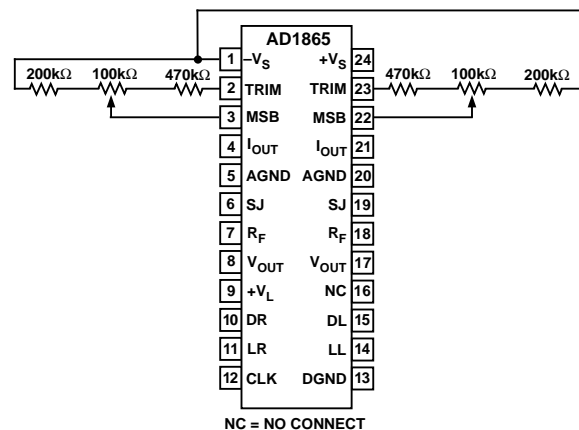 AD1865
1 –VS +VS 24
200kΩ 100kΩ 470kΩ 2 TRIM TRIM 23 470kΩ 100kΩ 200kΩ
3 MSB MSB 22
4 IOUT IOUT 21
5 AGND AGND 20
6 SJ SJ 19
7 RF RF 18
8 VOUT VOUT 17
9 +VL NC 16
10 DR DL 15
11 LR LL 14
12 CLK DGND 13
NC = NO CONNECT